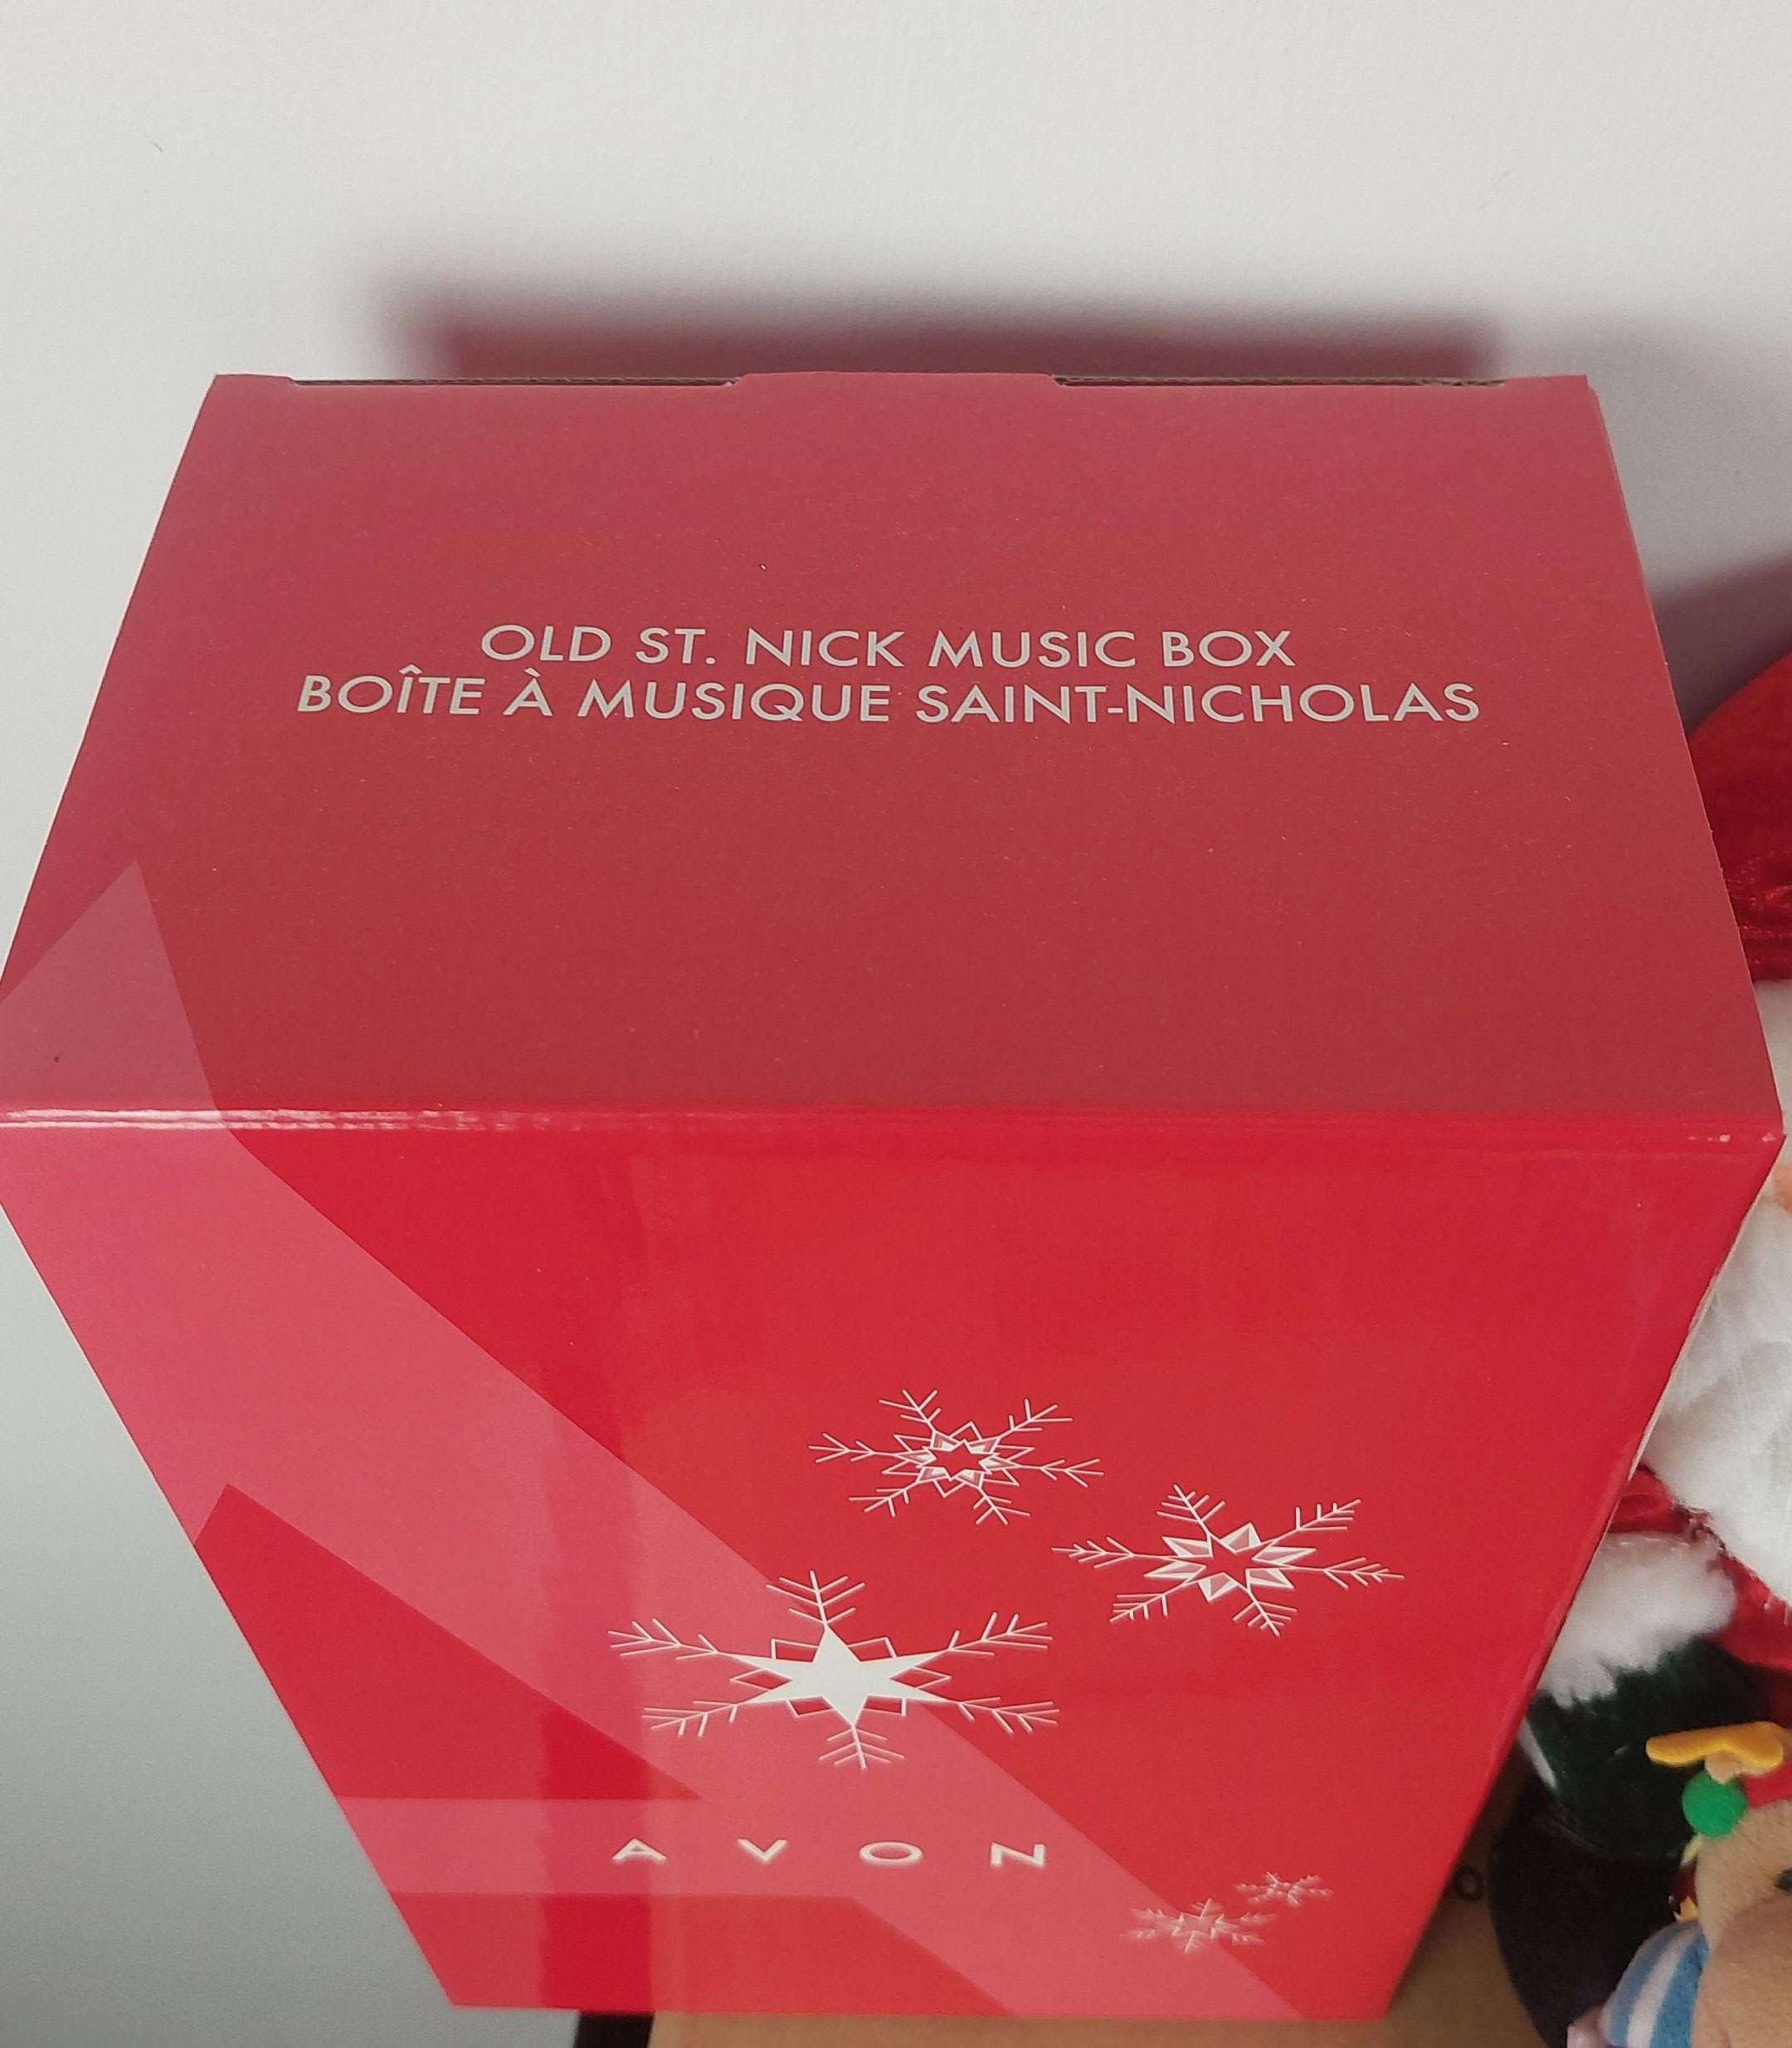 OLD ST. NICK MUSIC BOX
BOÎTE À MUSIQUE SAINT-NICHOLAS
AVON